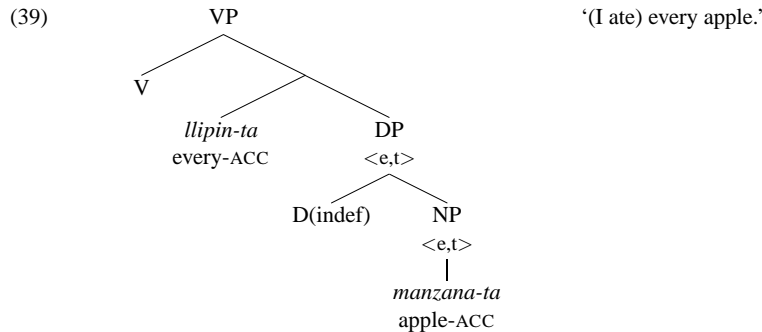 (39) VP ‘(I ate) every apple.’
V
llipin-ta DP
every-ACC <e,t>
D(indef) NP
<e,t>
manzana-ta
apple-ACC